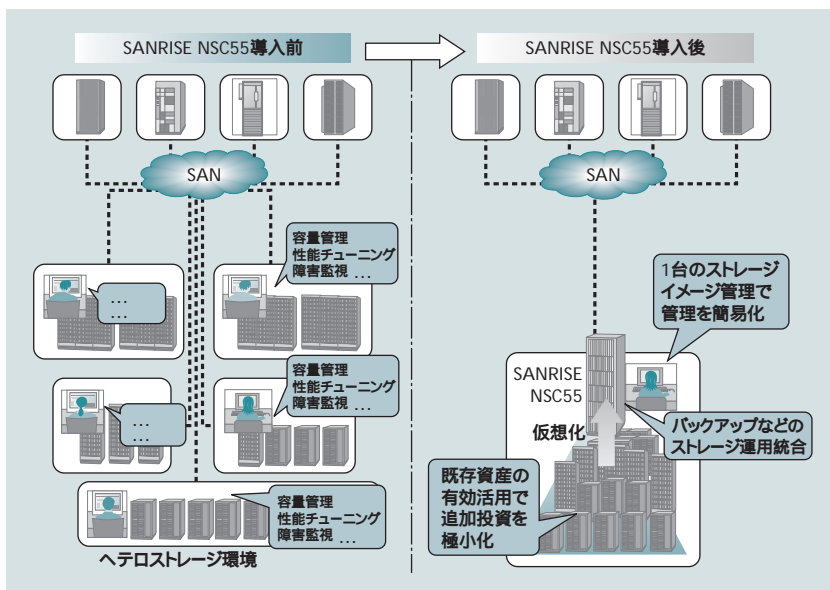 SANRISE NSC55導入前
SANRISE NSC55導入後
SAN
容量管理
性能チューニング
障害監視 ...
...
...
容量管理
性能チューニング
障害監視 ...
...
...
容量管理
性能チューニング
障害監視 ...
ヘテロストレージ環境
SAN
1台のストレージ
イメージ管理で
管理を簡易化
SANRISE
NSC55
仮想化
バックアップなどの
ストレージ運用統合
既存資産の
有効活用で
追加投資を
極小化